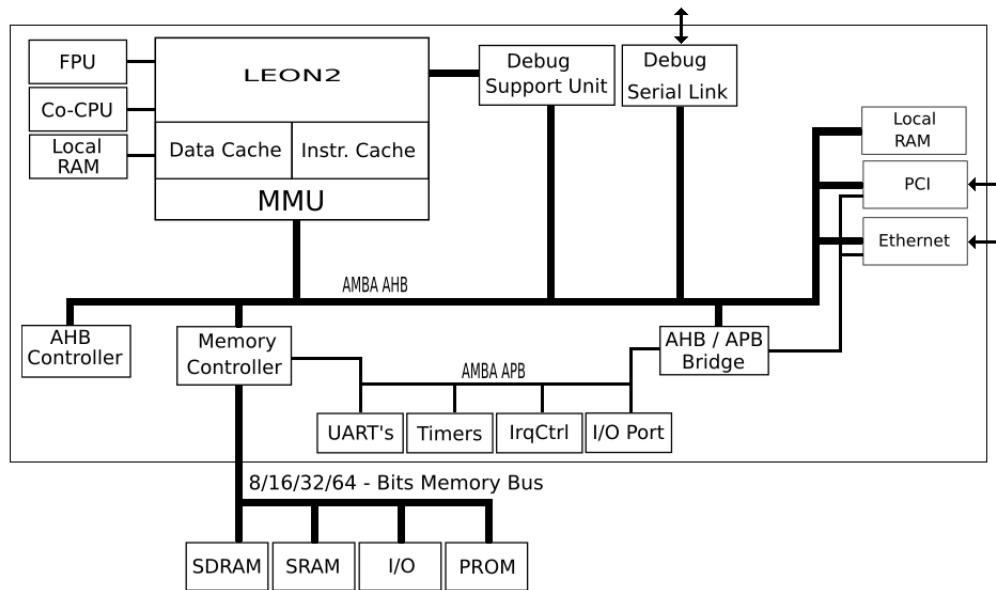 FPU
LEON2
Debug
Support Unit
Debug
Serial Link
Co-CPU
Local
RAM
Data Cache
Instr. Cache
MMU
Local
RAM
PCI
Ethernet
AMBA AHB
AHB
Controller
Memory
Controller
AHB / APB
Bridge
AMBA APB
UART's
Timers
IrqCtrl
I/O Port
8/16/32/64 - Bits Memory Bus
SDRAM
SRAM
I/O
PROM